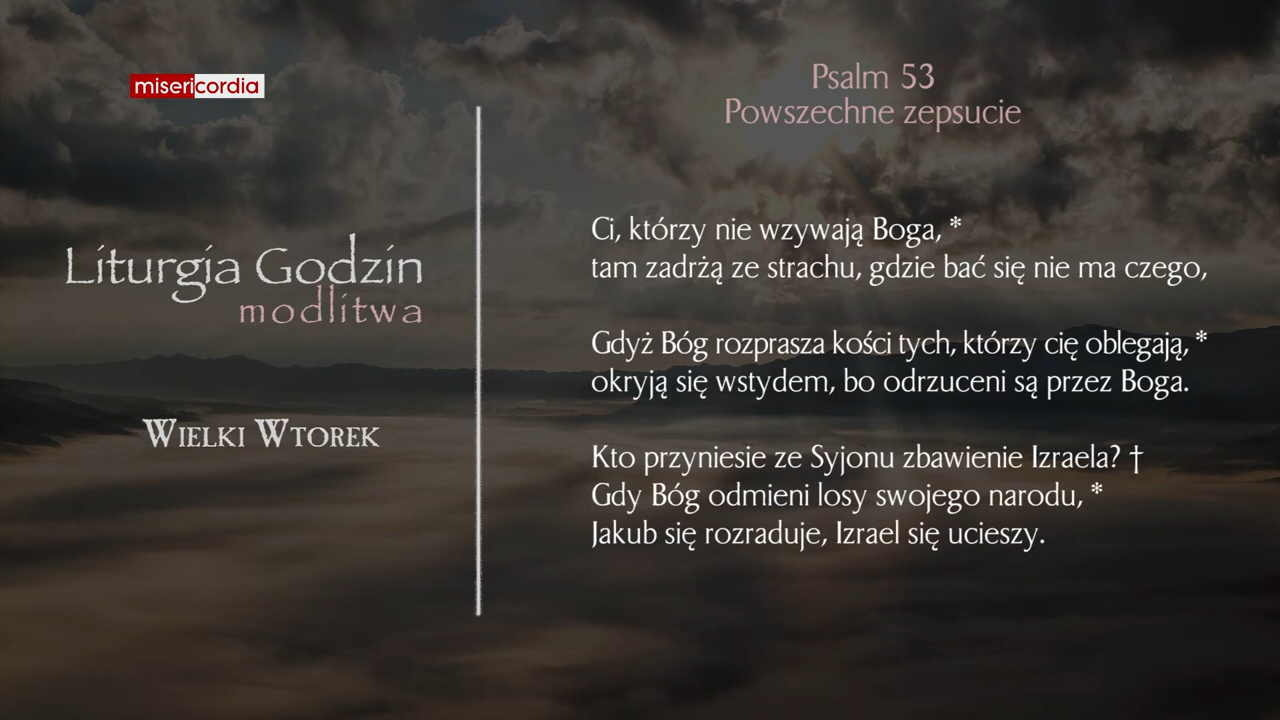 misericordia
Liturgia Godzin
modlitwa
Wielki Wtorek
Psalm 53
Powszechne zepsucie
Ci, którzy nie wzywają Boga, *
tam zadrżą ze strachu, gdzie bać się nie ma czego,
Gdyż Bóg rozprasza kości tych, którzy cię oblegają, *
okryją się wstydem, bo odrzuceni są przez Boga.
Kto przyniesie ze Syjonu zbawienie Izraela? †
Gdy Bóg odmieni losy swojego narodu, *
Jakub się rozraduje, Izrael się ucieszy.